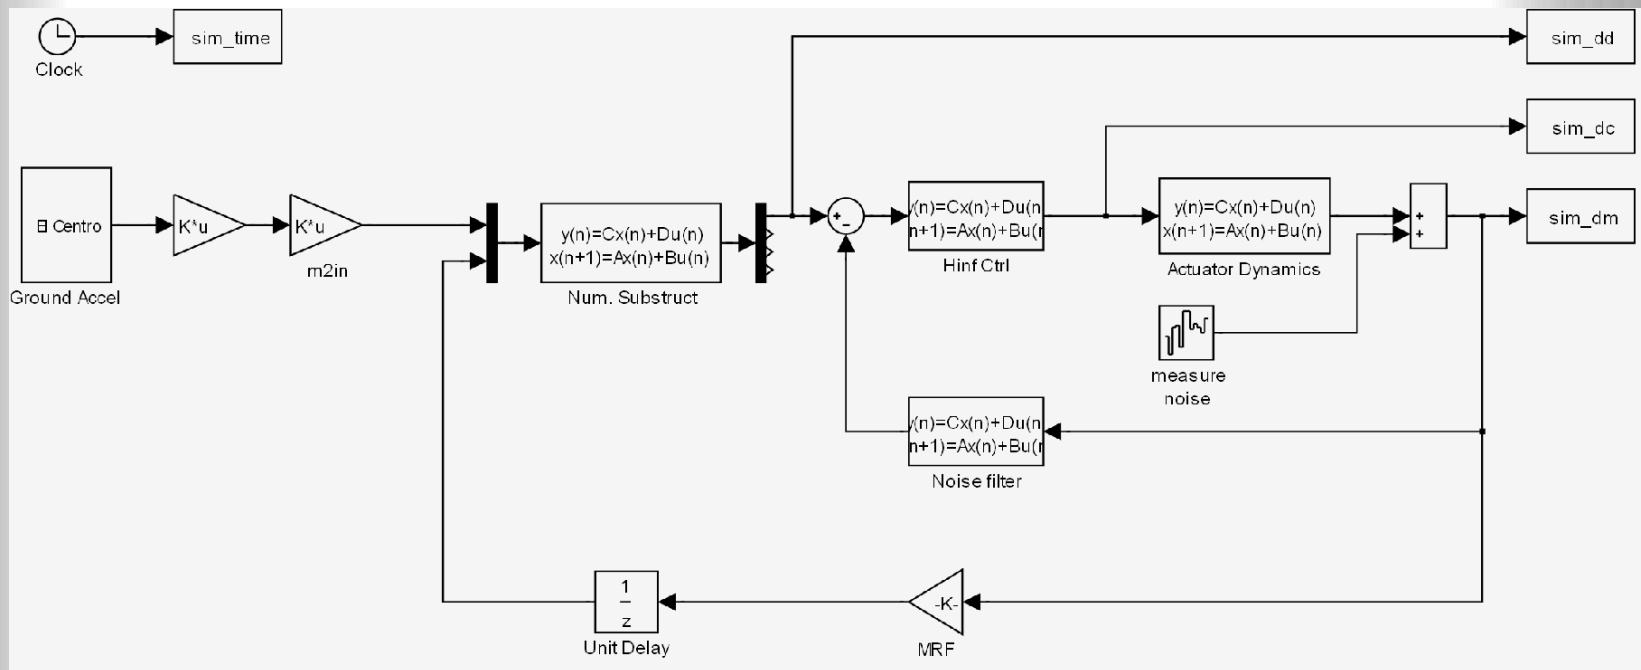 sim_time
Clock
sim_dd
sim_dc
Centro
K*u
K*u
m2in
Ground Accel
y(n)=Cx(n)+Du(n)
x(n+1)=Ax(n)+Bu(n)
Num. Substruct
+
-
y(n)=Cx(n)+Du(n
n+1)=Ax(n)+Bu(r
Hinf Ctrl
y(n)=Cx(n)+Du(n)
x(n+1)=Ax(n)+Bu(n)
Actuator Dynamics
+
+
sim_dm
measure
noise
y(n)=Cx(n)+Du(n
n+1)=Ax(n)+Bu(r
Noise filter
1
z
Unit Delay
-K-
MRF